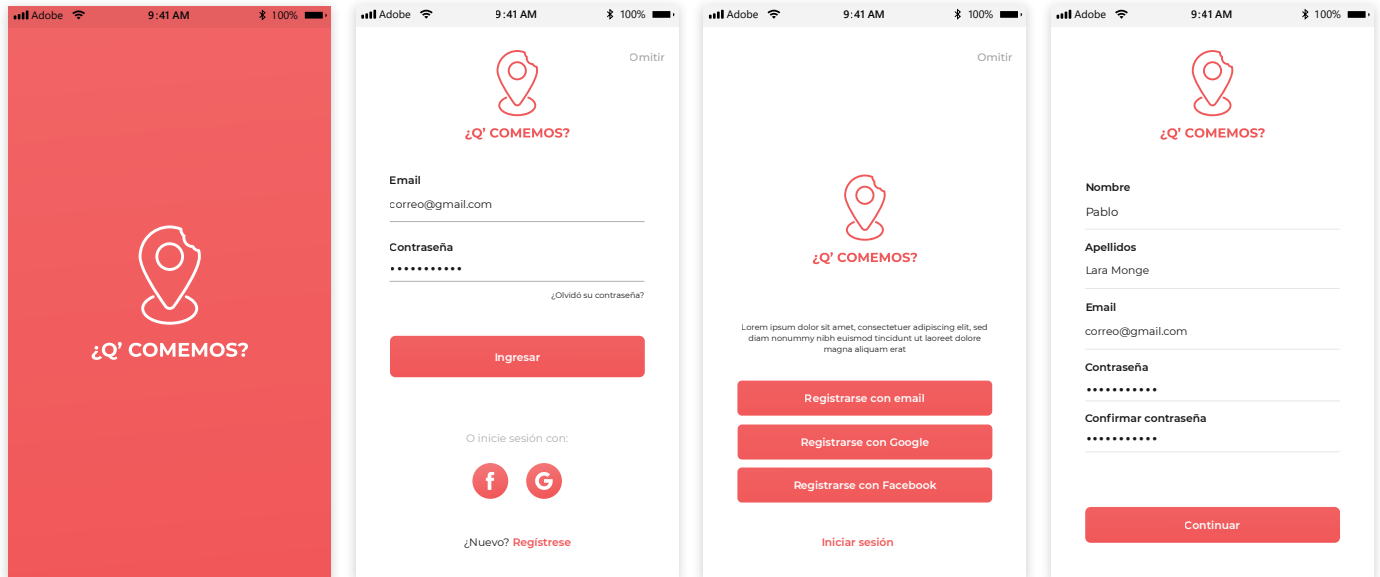 Adobe 9:41 AM 100%
¿Q' COMEMOS?
Adobe 9:41 AM 100%
Omitir
¿Q' COMEMOS?
Email
correo@gmail.com
Contraseña
•••••••••••
¿Olvidó su contraseña?
Ingresar
O inicie sesión con:
f G
¿Nuevo? Regístrese
Adobe 9:41 AM 100%
Omitir
¿Q' COMEMOS?
Lorem ipsum dolor sit amet, consectetuer adipiscing elit, sed
diam nonummy nibh euismod tincidunt ut laoreet dolore
magna aliquam erat
Registrarse con email
Registrarse con Google
Registrarse con Facebook
Iniciar sesión
Adobe 9:41 AM 100%
¿Q' COMEMOS?
Nombre
Pablo
Apellidos
Lara Monge
Email
correo@gmail.com
Contraseña
•••••••••••
Confirmar contraseña
•••••••••••
Continuar